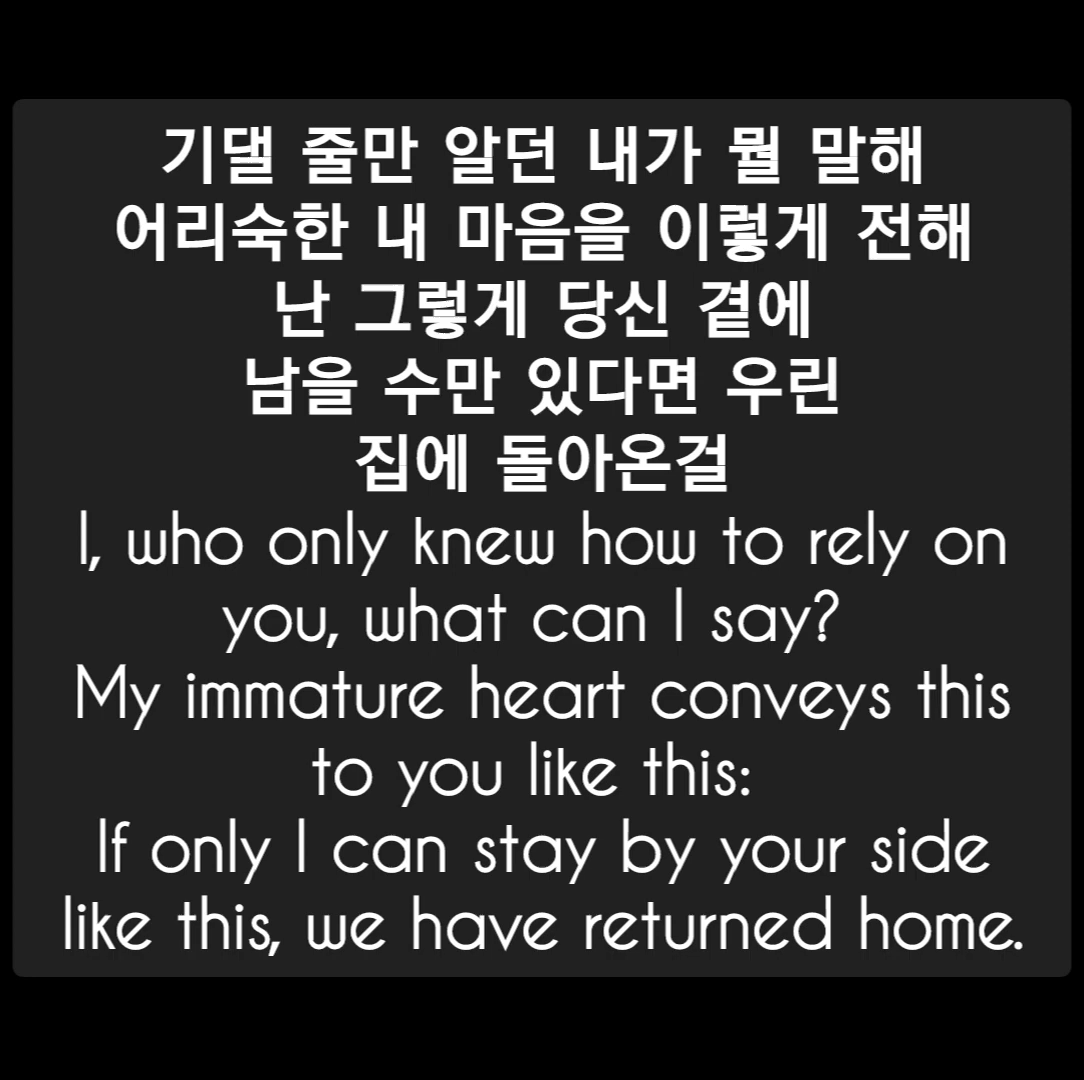 기댈 줄만 알던 내가 뭘 말해
어리숙한 내 마음을 이렇게 전해
난 그렇게 당신 곁에
남을 수만 있다면 우린
집에 돌아온걸
I, who only knew how to rely on
you, what can I say?
My immature heart conveys this
to you like this:
If only I can stay by your side
like this, we have returned home.